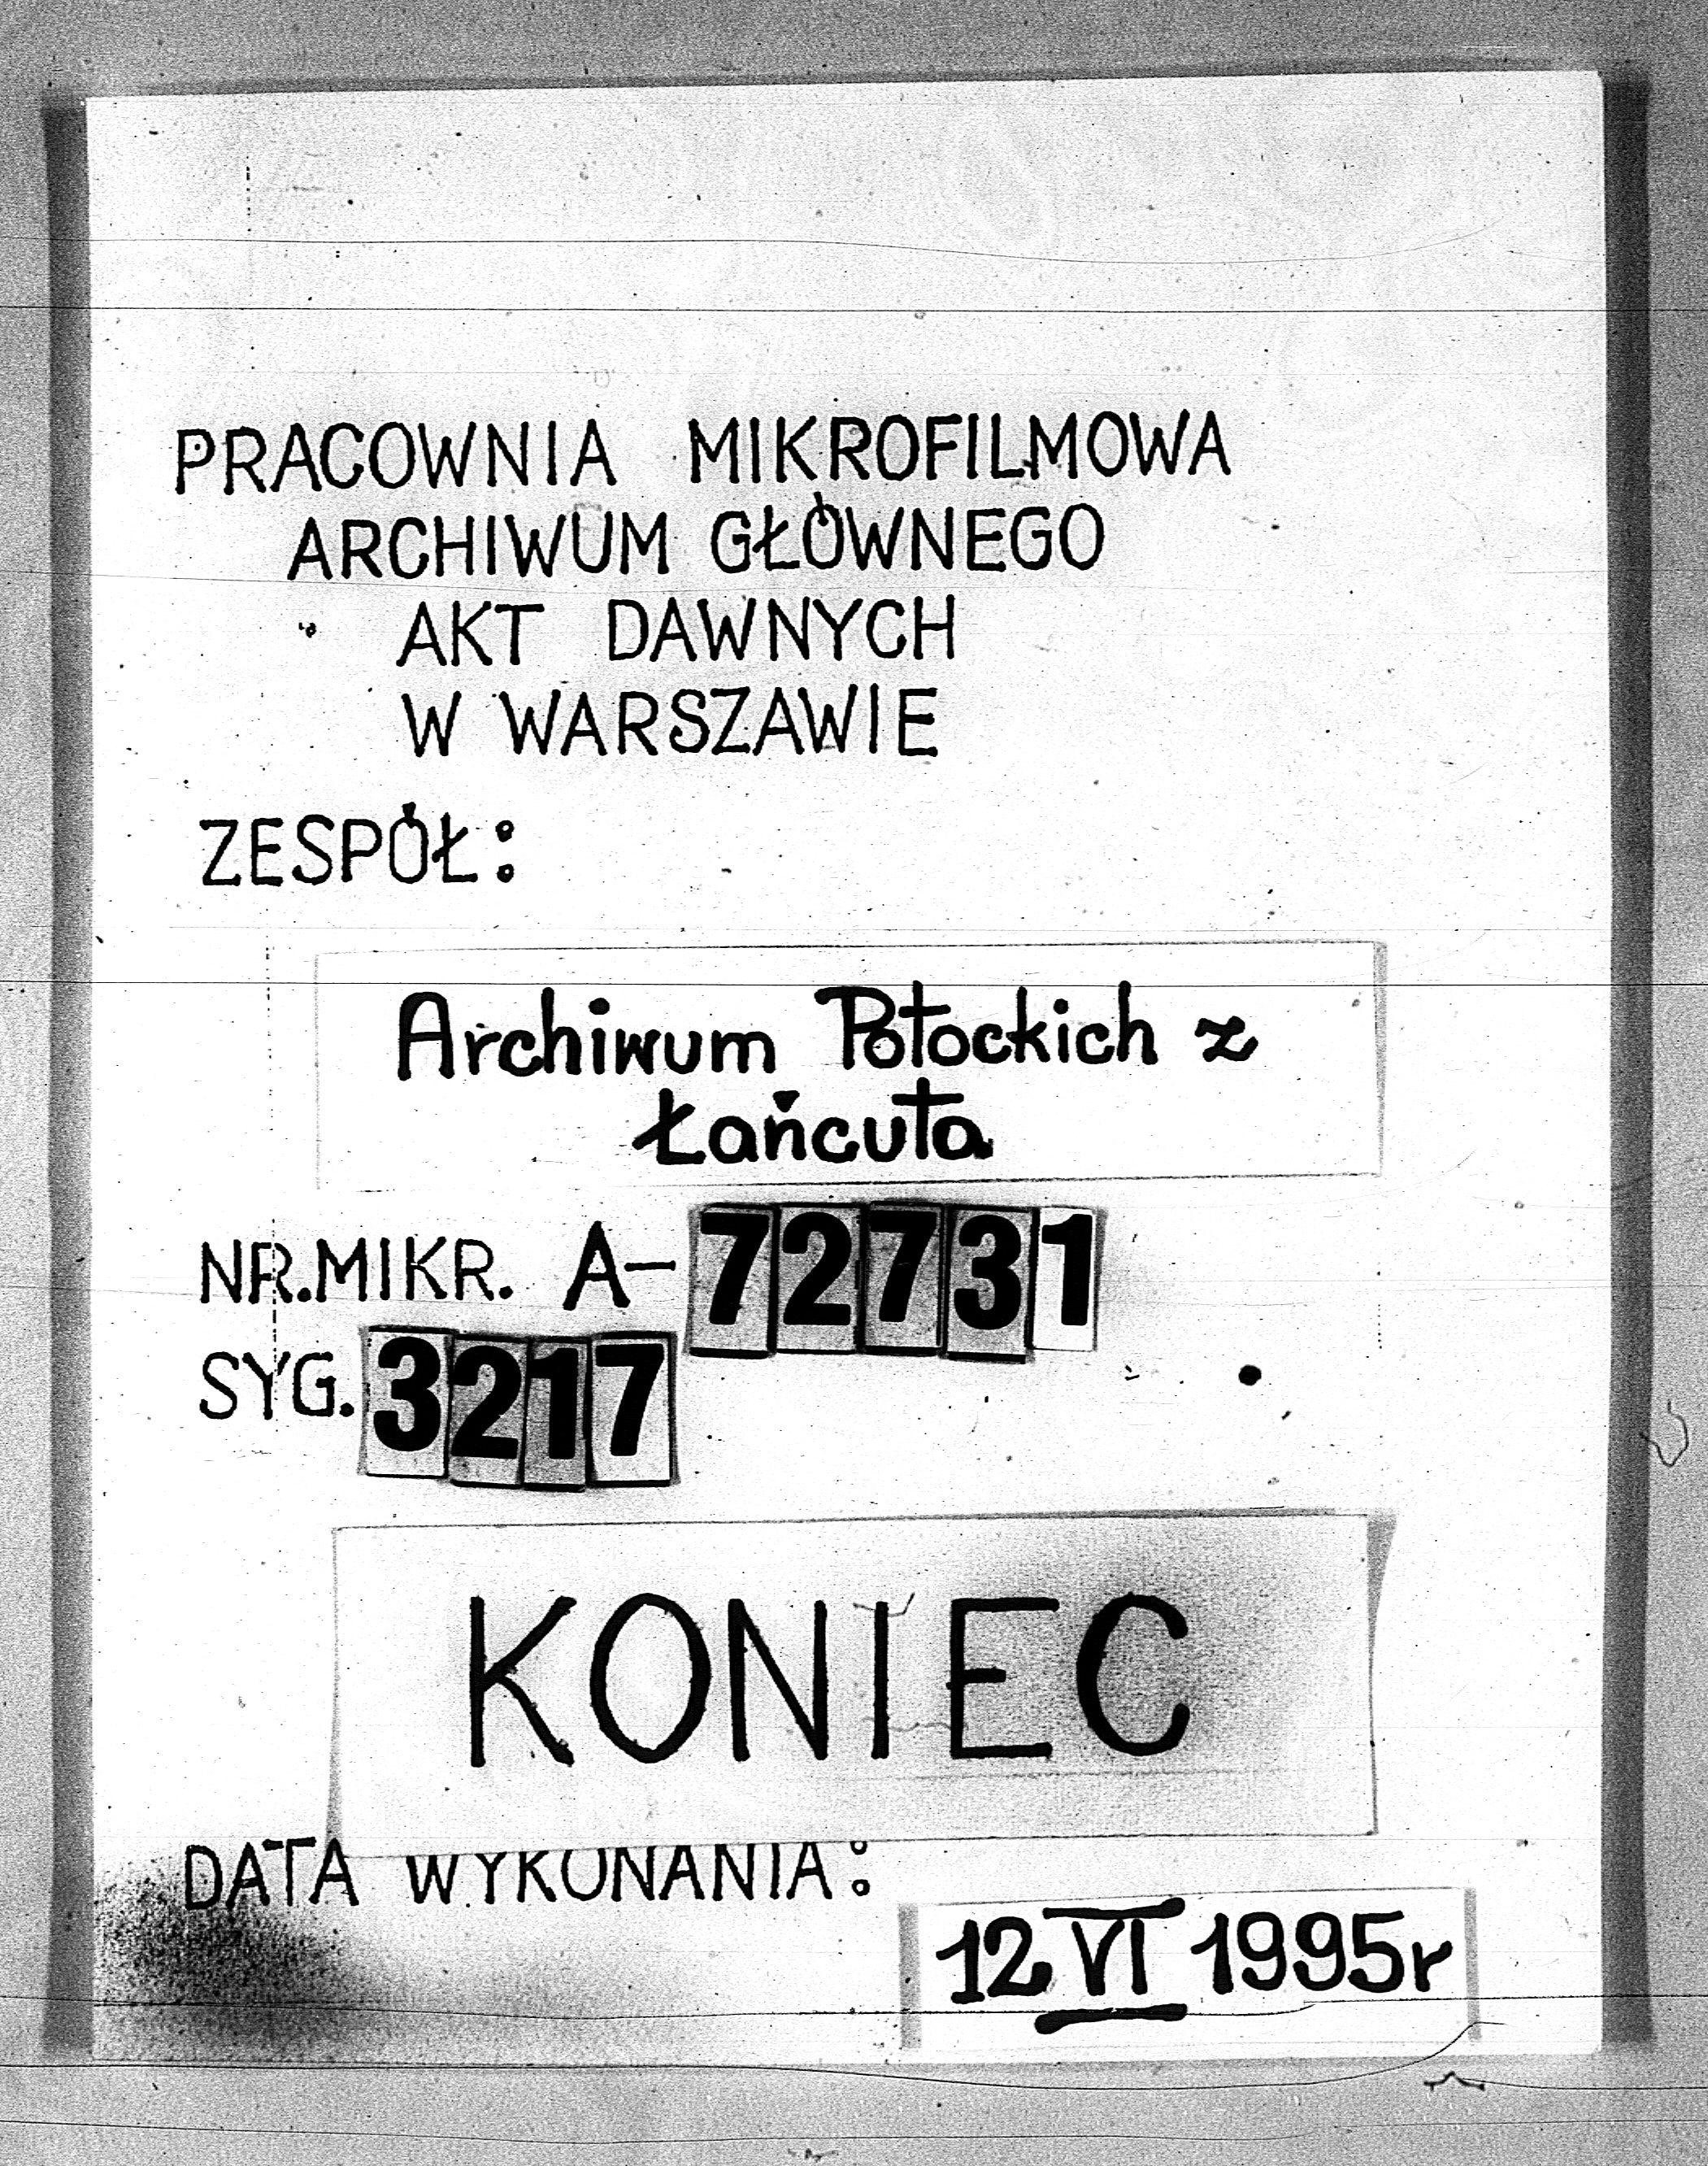 PRACOWNIA MIKROFILMOWA
ARCHIWUM GŁÓWNEGO
AKT DAWNYCH
W WARSZAWIE
ZESPÓŁ:
Archiwum Potockich z
Łańcuta
NR.MIKR. A-72731
SYG. 3217
KONIEC
DATA WYKONANIA:
12 VI 1995r